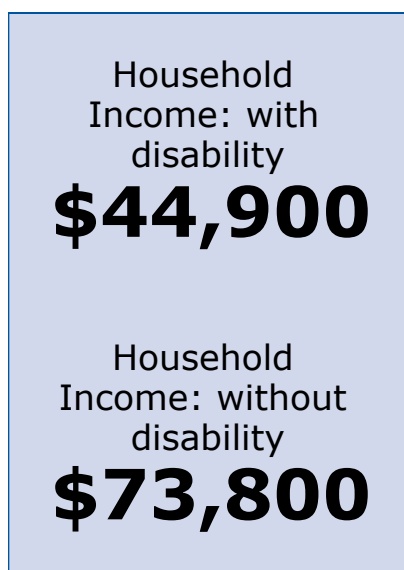 Household
Income: with
disability
$44,900
Household
Income: without
disability
$73,800